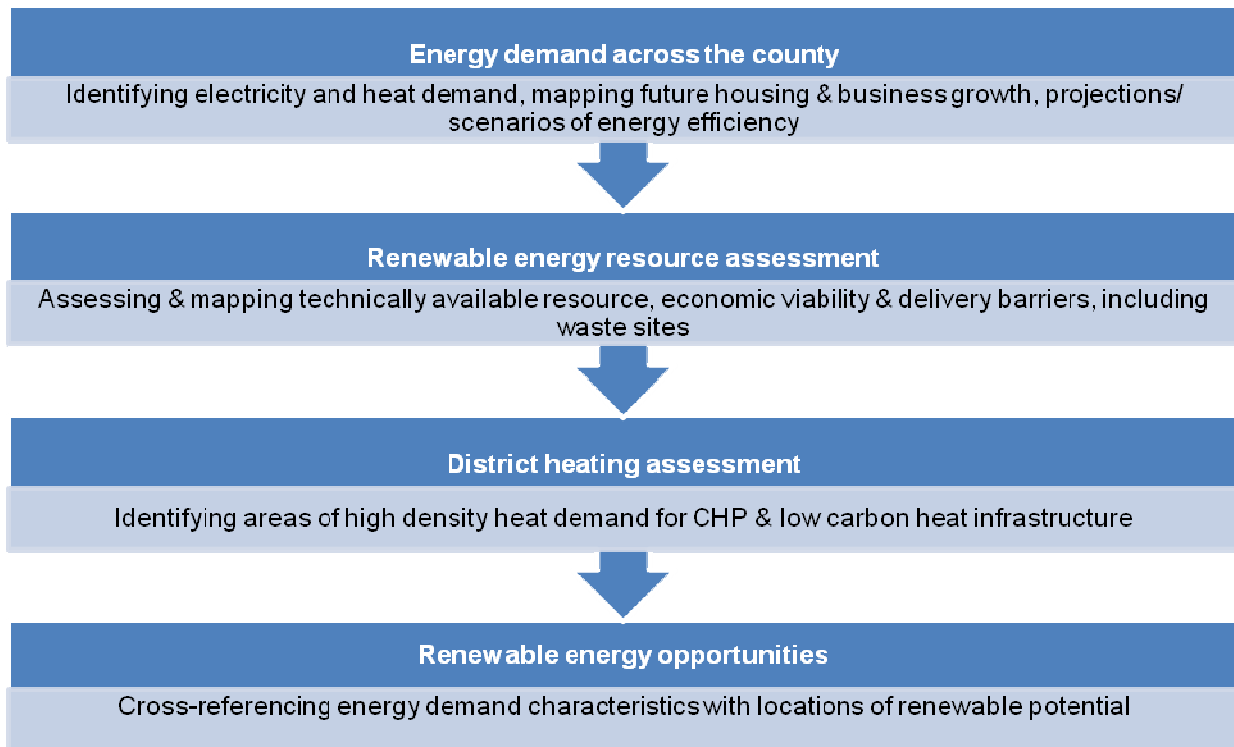 Energy demand across the county
Identifying electricity and heat demand, mapping future housing & business growth, projections/
scenarios of energy efficiency
Renewable energy resource assessment
Assessing & mapping technically available resource, economic viability & delivery barriers, including
waste sites
District heating assessment
Identifying areas of high density heat demand for CHP & low carbon heat infrastructure
Renewable energy opportunities
Cross-referencing energy demand characteristics with locations of renewable potential